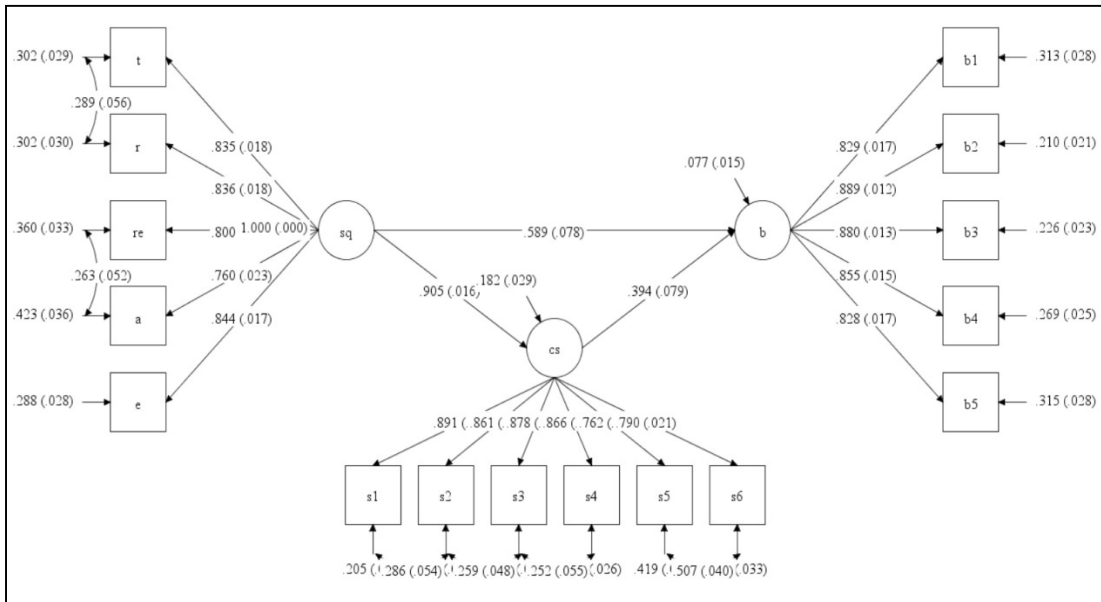 .302 (.029)
t
.289 (.056)
.302 (.030)
r
.360 (.033)
re
.263 (.052)
.423 (.036)
a
.288 (.028)
e
.835 (.018)
.836 (.018)
.800
1.000 (.000)
.760 (.023)
.844 (.017)
sq
.589 (.078)
.905 (.016)
.182 (.029)
cs
.394 (.079)
.077 (.015)
b
.829 (.017)
.889 (.012)
.880 (.013)
.855 (.015)
.828 (.017)
b1
.313 (.028)
b2
.210 (.021)
b3
.226 (.023)
b4
.269 (.025)
b5
.315 (.028)
.891 (
.861 (
.878 (
.866 (
.762 (
.790 (.021)
s1
s2
s3
s4
s5
s6
.205
.286 (.054)
.259 (.048)
.252 (.055)
.026)
.419
.507 (.040)
.033)